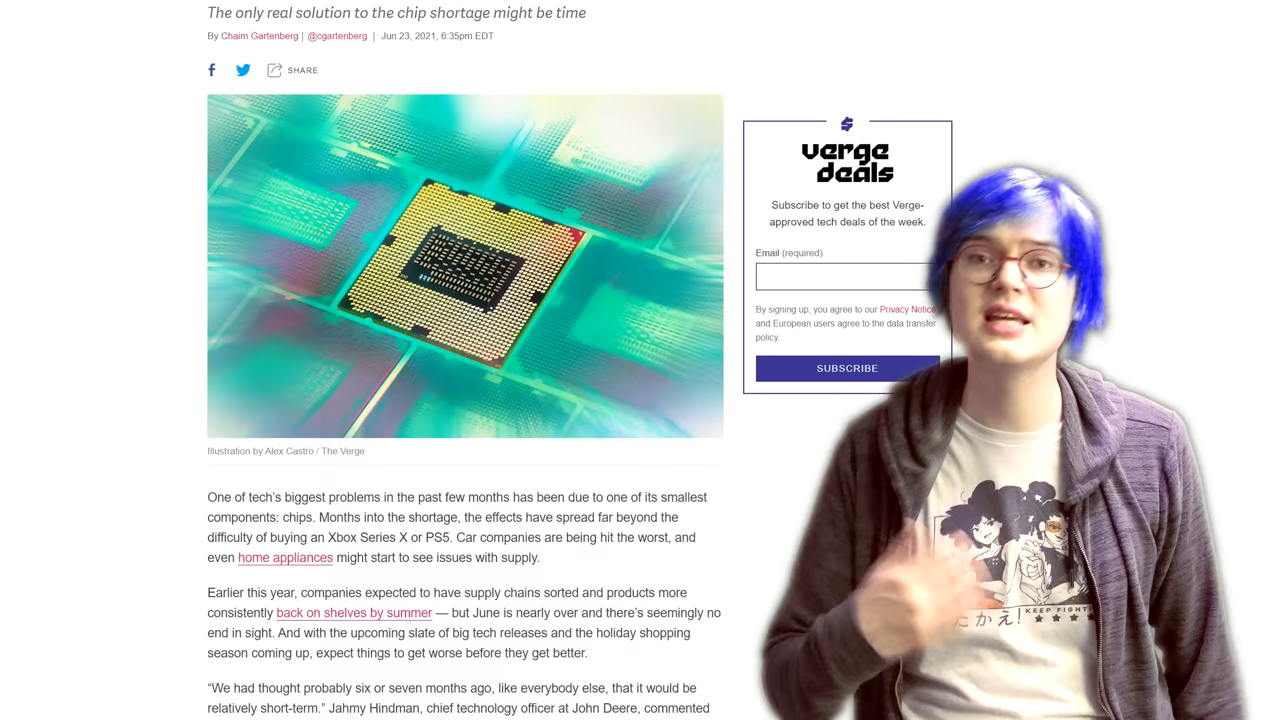 The only real solution to the chip shortage might be time
By Chaim Gartenberg | @cgartenberg | Jun 23, 2021, 6:35pm EDT
SHARE
Illustration by Alex Castro / The Verge
One of tech's biggest problems in the past few months has been due to one of its smallest
components: chips. Months into the shortage, the effects have spread far beyond the
difficulty of buying an Xbox Series X or PS5. Car companies are being hit the worst, and
even home appliances might start to see issues with supply.
Earlier this year, companies expected to have supply chains sorted and products more
consistently back on shelves by summer — but June is nearly over and there's seemingly no
end in sight. And with the upcoming slate of big tech releases and the holiday shopping
season coming up, expect things to get worse before they get better.
“We had thought probably six or seven months ago, like everybody else, that it would be
relatively short-term.” Jahmy Hindman, chief technology officer at John Deere, commented
verge
deals
Subscribe to get the best Verge-
approved tech deals of the week.
Email (required)
By signing up, you agree to our Privacy Notice
and European users agree to the data transfer
policy.
SUBSCRIBE
KEEP
たかえ!